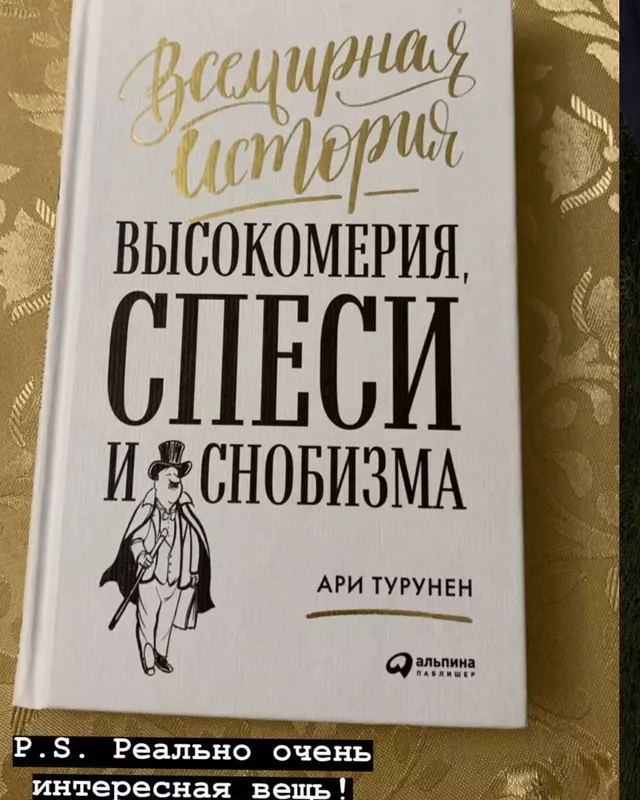 Всемирная
история
ВЫСОКОМЕРИЯ,
СПЕСИ
И СНОБИЗМА
АРИ ТУРУНЕН
альпина
ПАБЛИШЕР
P.S. Реально очень
интересная вещь!